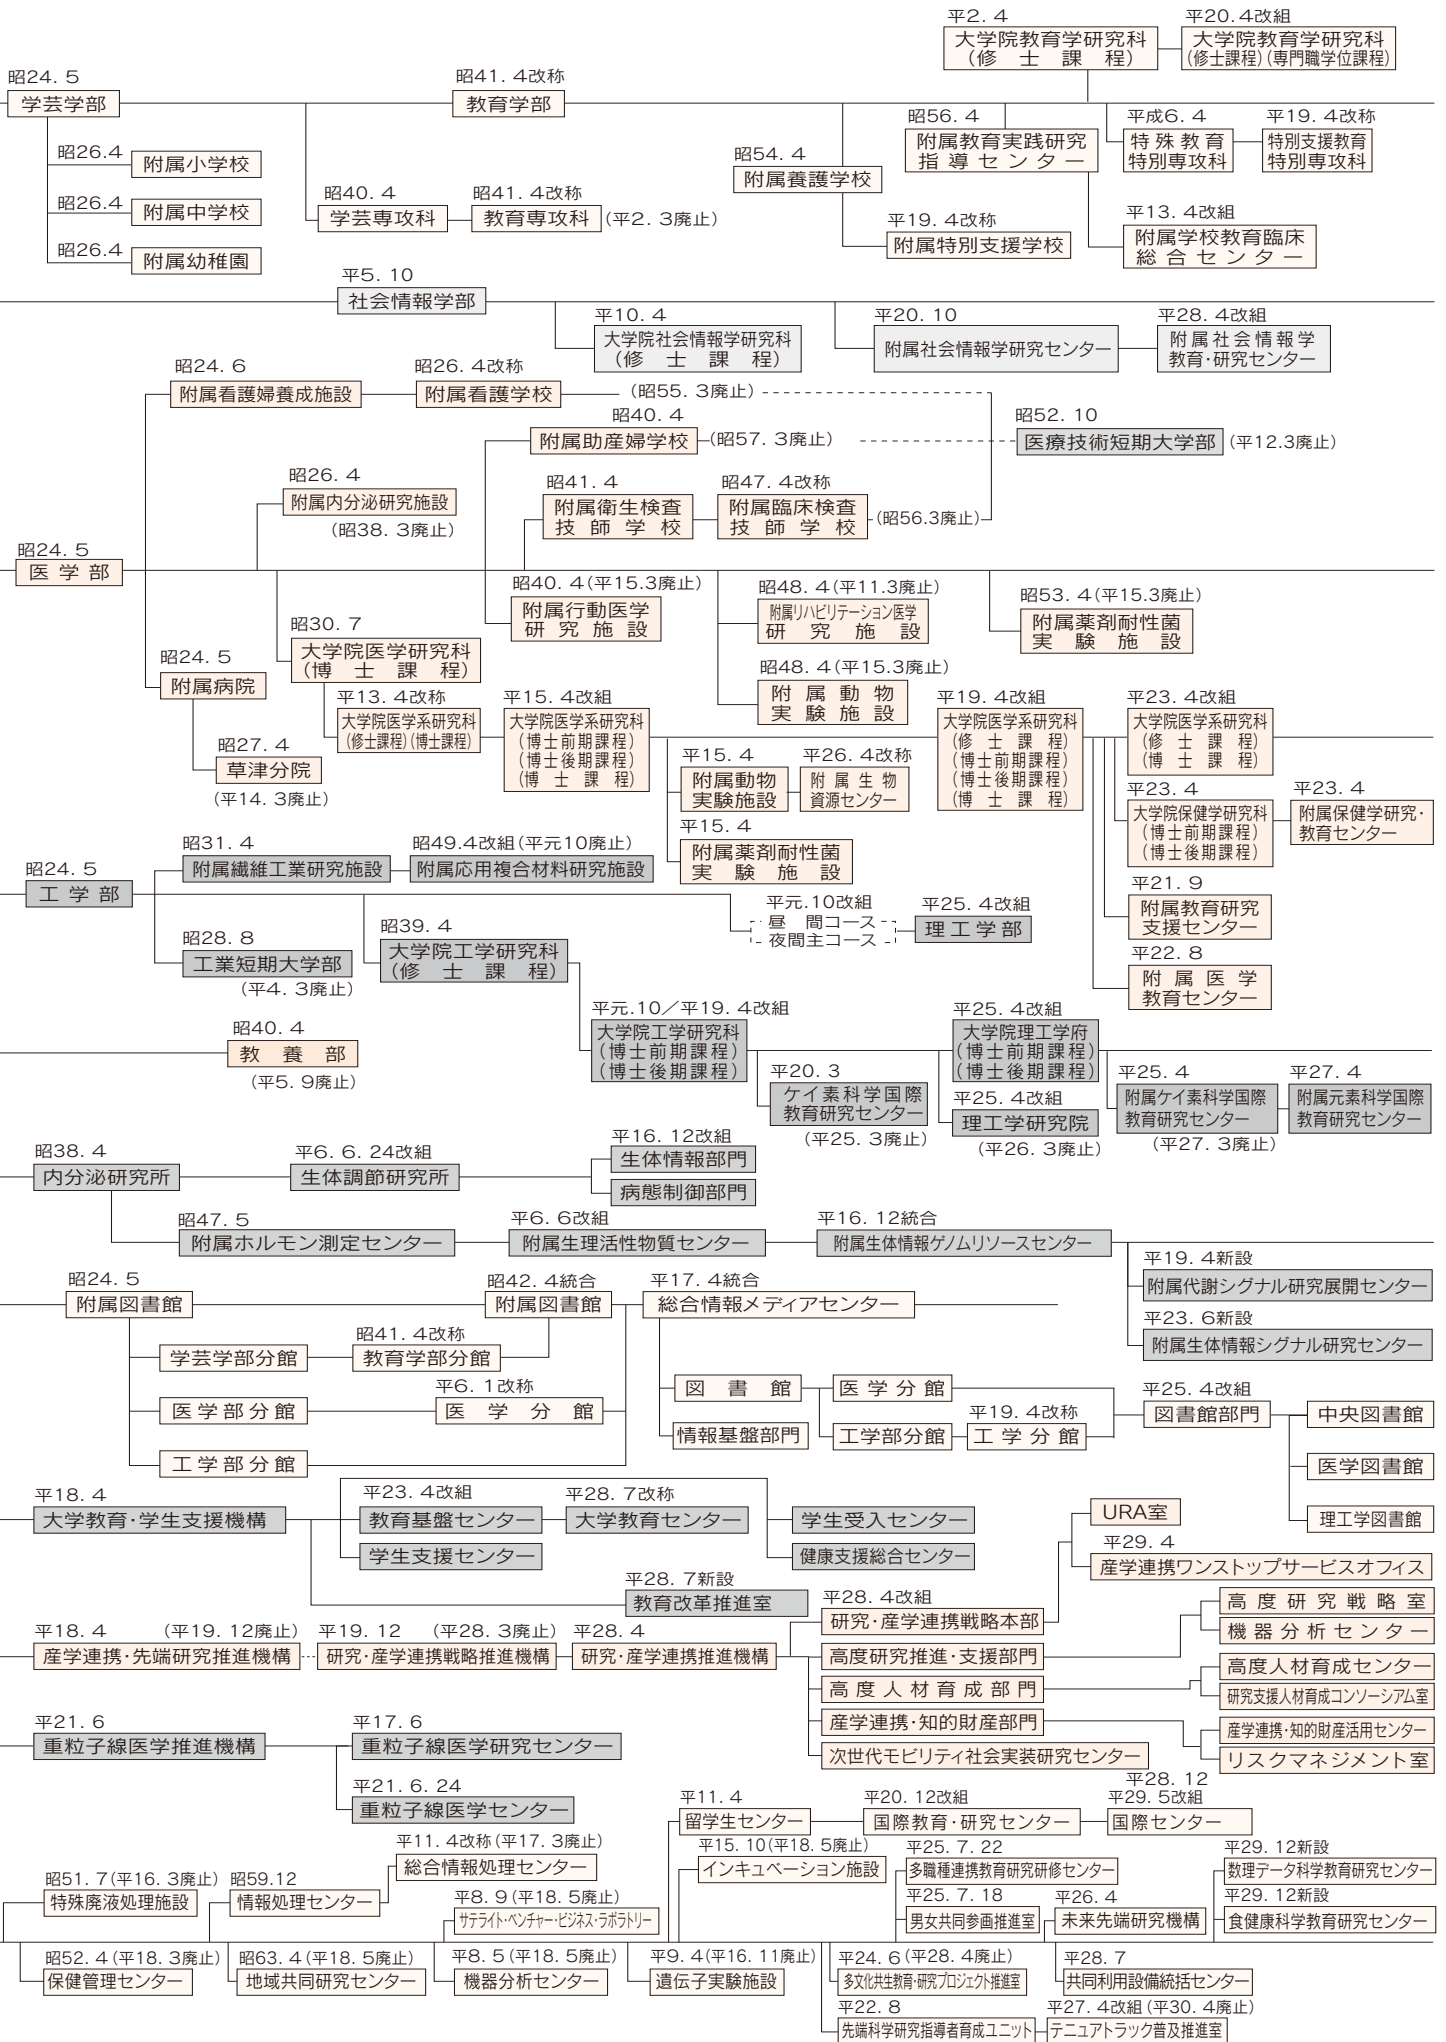 平2. 4
平20. 4改組
大学院教育学研究科
(修士課程)
大学院教育学研究科
(修士課程)(専門職学位課程)
昭24. 5
昭41. 4改称
学芸学部
教育学部
昭56. 4
平成6. 4
平19. 4改称
附属教育実践研究
指導センター
特殊教育
特別専攻科
特別支援教育
特別専攻科
昭26.4
附属小学校
昭54. 4
附属養護学校
昭26.4
附属中学校
昭40. 4
昭41. 4改称
学芸専攻科
教育専攻科
(平2. 3廃止)
平19. 4改称
附属特別支援学校
平13. 4改組
附属学校教育臨床
総合センター
昭26.4
附属幼稚園
平5. 10
社会情報学部
平10. 4
平20. 10
平28. 4改組
大学院社会情報学研究科
(修士課程)
附属社会情報学研究センター
附属社会情報学
教育・研究センター
昭24. 6
昭26. 4改称
附属看護婦養成施設
附属看護学校
(昭55. 3廃止)
昭40. 4
附属助産婦学校
(昭57. 3廃止)
昭52. 10
医療技術短期大学部
(平12.3廃止)
昭26. 4
附属内分泌研究施設
(昭38. 3廃止)
昭41. 4
昭47. 4改称
附属衛生検査
技師学校
附属臨床検査
技師学校
(昭56.3廃止)
昭24. 5
医学部
昭40. 4(平15.3廃止)
附属行動医学
研究施設
昭48. 4(平11.3廃止)
附属リハビリテーション医学
研究施設
昭53. 4(平15.3廃止)
附属薬剤耐性菌
実験施設
昭30. 7
大学院医学研究科
(博士課程)
昭24. 5
附属病院
昭48. 4(平15.3廃止)
附属動物
実験施設
平13. 4改称
大学院医学系研究科
(修士課程)(博士課程)
平15. 4改組
大学院医学系研究科
(博士前期課程)
(博士後期課程)
(博士課程)
平19. 4改組
大学院医学系研究科
(修士課程)
(博士前期課程)
(博士後期課程)
(博士課程)
平23. 4改組
大学院医学系研究科
(修士課程)
(博士課程)
昭27. 4
草津分院
(平14. 3廃止)
平15. 4
附属動物
実験施設
平26. 4改称
附属生物
資源センター
平23. 4
大学院保健学研究科
(博士前期課程)
(博士後期課程)
平23. 4
附属保健学研究・
教育センター
平15. 4
附属薬剤耐性菌
実験施設
昭31. 4
附属繊維工業研究施設
昭49.4改組(平元10廃止)
附属応用複合材料研究施設
昭24. 5
工学部
平21. 9
附属教育研究
支援センター
平元.10改組
昼間コース
夜間主コース
平25. 4改組
理工学部
昭28. 8
工業短期大学部
(平4. 3廃止)
昭39. 4
大学院工学研究科
(修士課程)
平22. 8
附属医学
教育センター
昭40. 4
教養部
(平5. 9廃止)
平元.10／平19. 4改組
大学院工学研究科
(博士前期課程)
(博士後期課程)
平25. 4改組
大学院理工学府
(博士前期課程)
(博士後期課程)
平20. 3
ケイ素科学国際
教育研究センター
(平25. 3廃止)
平25. 4改組
理工学研究院
(平26. 3廃止)
平25. 4
附属ケイ素科学国際
教育研究センター
(平27. 3廃止)
平27. 4
附属元素科学国際
教育研究センター
昭38. 4
内分泌研究所
平6. 6. 24改組
生体調節研究所
平16. 12改組
生体情報部門
病態制御部門
昭47. 5
附属ホルモン測定センター
平6. 6改組
附属生理活性物質センター
平16. 12統合
附属生体情報ゲノムリソースセンター
平19. 4新設
附属代謝シグナル研究展開センター
平23. 6新設
附属生体情報シグナル研究センター
昭24. 5
附属図書館
昭42. 4統合
附属図書館
平17. 4統合
総合情報メディアセンター
学芸学部分館
昭41. 4改称
教育学部分館
医学部分館
平6. 1改称
医学分館
工学部分館
図書館
情報基盤部門
医学分館
工学部分館
平19. 4改称
工学分館
平25. 4改組
図書館部門
中央図書館
医学図書館
理工学図書館
平18. 4
大学教育・学生支援機構
平23. 4改組
教育基盤センター
平28. 7改称
大学教育センター
学生支援センター
学生受入センター
健康支援総合センター
平28. 7新設
教育改革推進室
URA室
平29. 4
産学連携ワンストップサービスオフィス
平18. 4
(平19. 12廃止)
産学連携・先端研究推進機構
平19. 12
(平28. 3廃止)
研究・産学連携戦略推進機構
平28. 4
研究・産学連携推進機構
平28. 4改組
研究・産学連携戦略本部
高度研究推進・支援部門
高度人材育成部門
産学連携・知的財産部門
次世代モビリティ社会実装研究センター
高度研究戦略室
機器分析センター
高度人材育成センター
研究支援人材育成コンソーシアム室
産学連携・知的財産活用センター
リスクマネジメント室
平21. 6
重粒子線医学推進機構
平17. 6
重粒子線医学研究センター
平21. 6. 24
重粒子線医学センター
平11. 4
留学生センター
平20. 12改組
国際教育・研究センター
平28. 12
平29. 5改組
国際センター
昭51. 7(平16. 3廃止)
特殊廃液処理施設
昭59.12
情報処理センター
平11. 4改称(平17. 3廃止)
総合情報処理センター
平8. 9(平18. 5廃止)
サテライト・ベンチャー・ビジネス・ラボラトリー
平15. 10(平18. 5廃止)
インキュベーション施設
平25. 7. 22
多職種連携教育研究研修センター
平25. 7. 18
男女共同参画推進室
平26. 4
未来先端研究機構
平29. 12新設
数理データ科学教育研究センター
平29. 12新設
食健康科学教育研究センター
昭52. 4(平18. 3廃止)
保健管理センター
昭63. 4(平18. 5廃止)
地域共同研究センター
平8. 5(平18. 5廃止)
機器分析センター
平9. 4(平16. 11廃止)
遺伝子実験施設
平24. 6(平28. 4廃止)
多文化共生教育・研究プロジェクト推進室
平28. 7
共同利用設備統括センター
平22. 8
先端科学研究指導者育成ユニット
平27. 4改組(平30. 4廃止)
テニュアトラック普及推進室